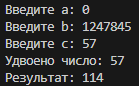 Введите a: 0
Введите b: 1247845
Введите c: 57
Удвоено число: 57
Результат: 114